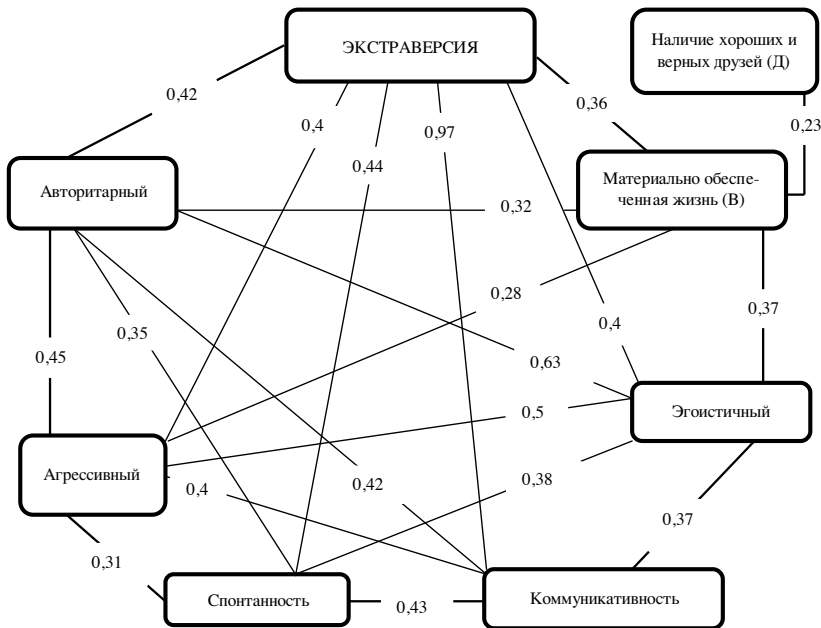 ЭКСТРАВЕРСИЯ
Наличие хороших и
верных друзей (Д)
0,42
0,36
0,4
0,97
0,23
0,44
Авторитарный
Материально обеспе-
ченная жизнь (В)
0,32
0,28
0,37
0,35
0,4
0,45
0,63
0,5
Эгоистичный
Агрессивный
0,4
0,42
0,38
0,37
0,31
Спонтанность
0,43
Коммуникативность